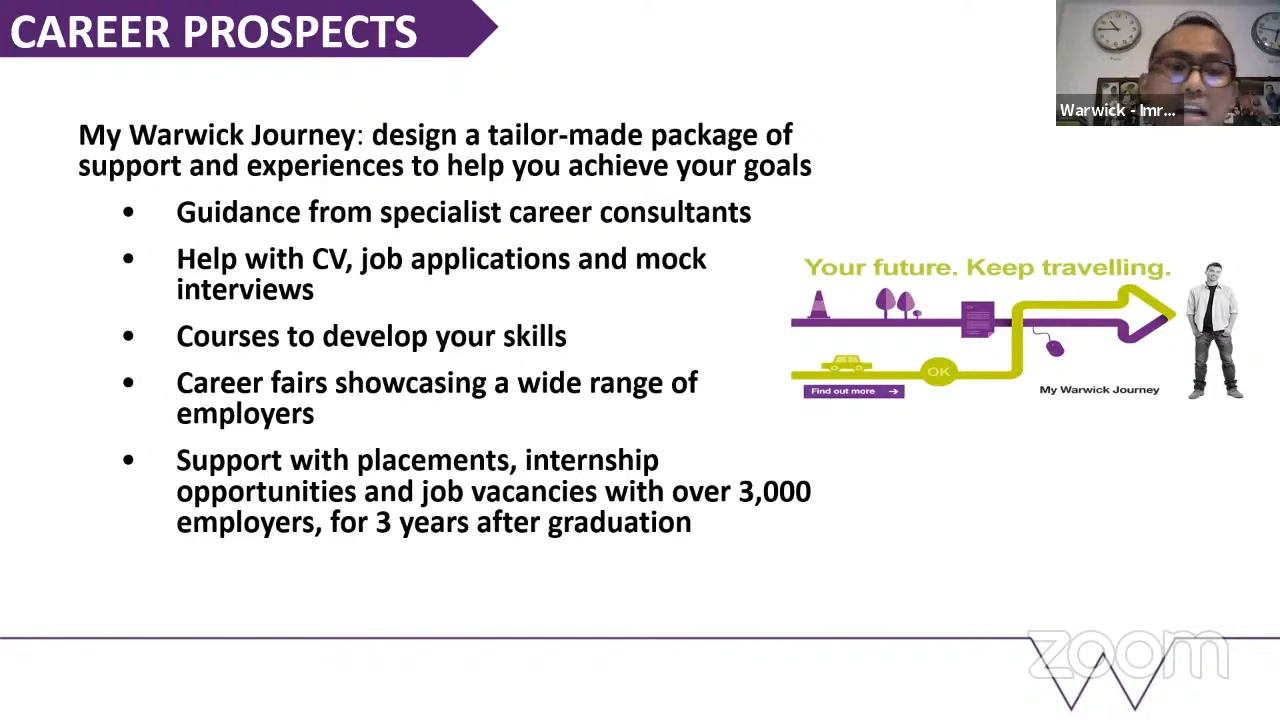 CAREER PROSPECTS
Warwick - Imr...
My Warwick Journey: design a tailor-made package of
support and experiences to help you achieve your goals
• Guidance from specialist career consultants
• Help with CV, job applications and mock
interviews
• Courses to develop your skills
• Career fairs showcasing a wide range of
employers
• Support with placements, internship
opportunities and job vacancies with over 3,000
employers, for 3 years after graduation
Your future. Keep travelling.
OK
Find out more
My Warwick Journey
zoom